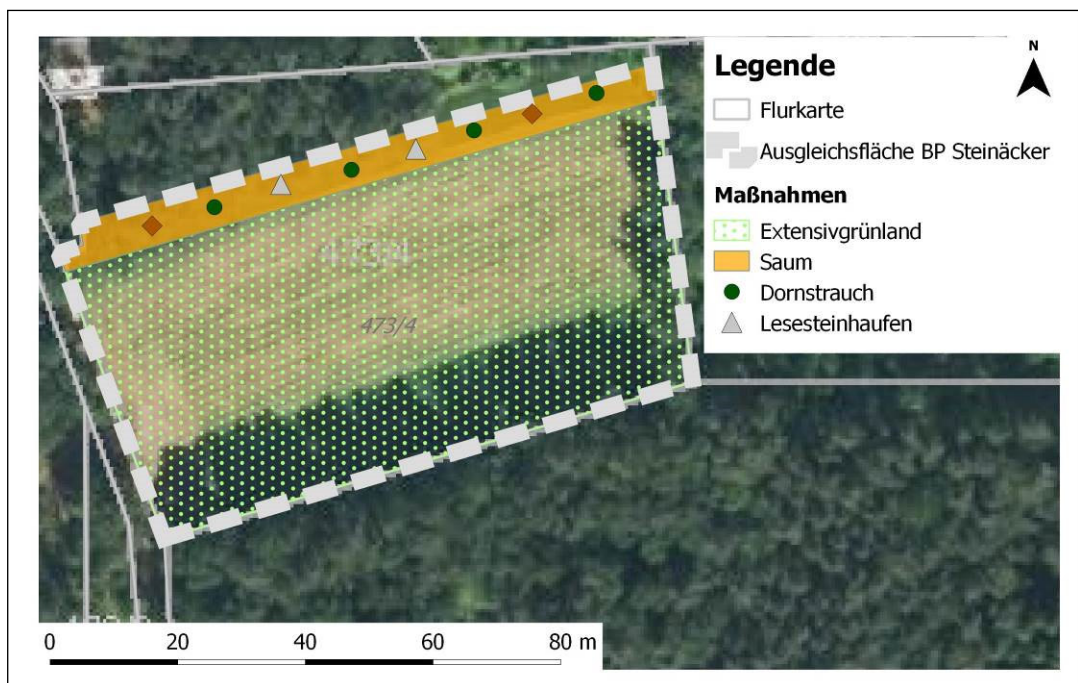 N
Legende
Flurkarte
Ausgleichsfläche BP Steinäcker
Maßnahmen
Extensivgrünland
Saum
Dornstrauch
Lesesteinhaufen
473/4
0 20 40 60 80 m